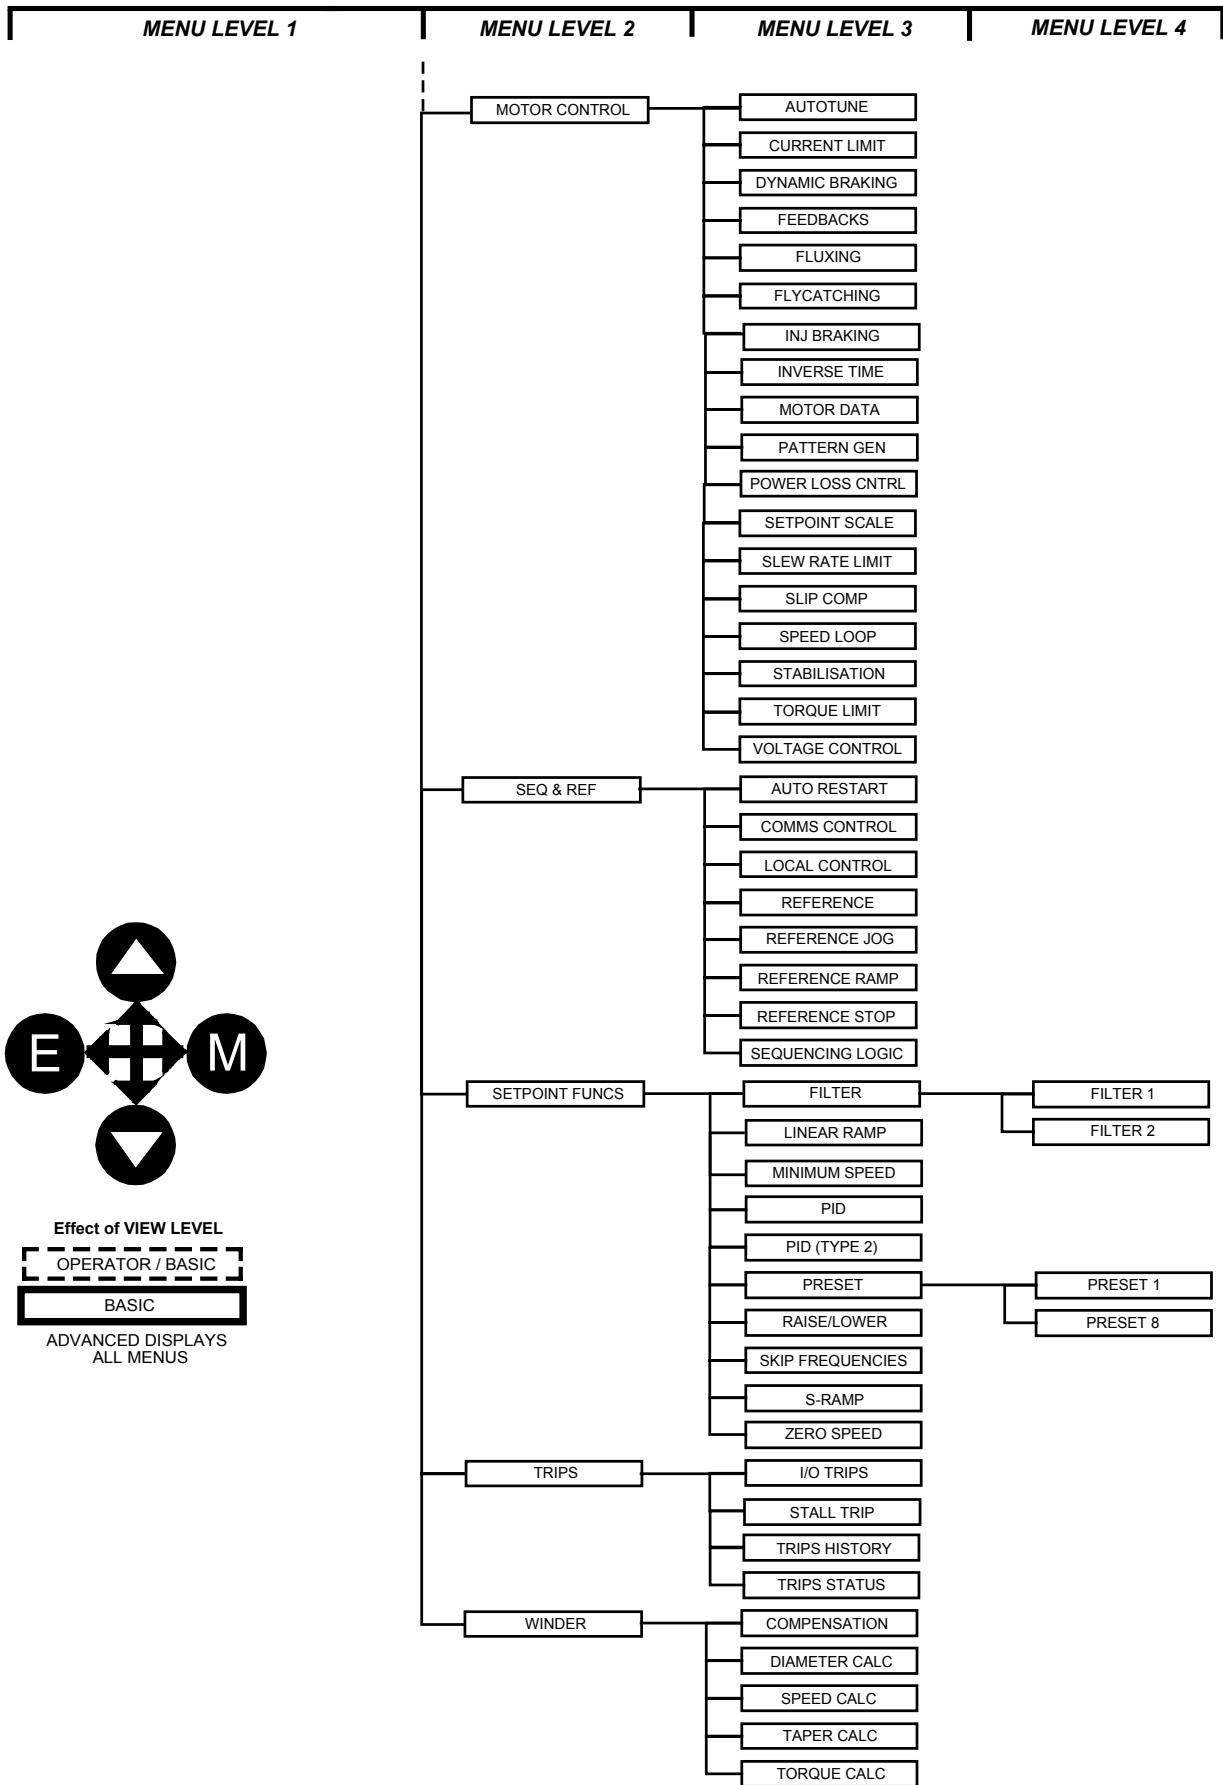 MENU LEVEL 1
MENU LEVEL 2
MENU LEVEL 3
MENU LEVEL 4
MOTOR CONTROL
AUTOTUNE
CURRENT LIMIT
DYNAMIC BRAKING
FEEDBACKS
FLUXING
FLYCATCHING
INJ BRAKING
INVERSE TIME
MOTOR DATA
PATTERN GEN
POWER LOSS CNTRL
SETPOINT SCALE
SLEW RATE LIMIT
SLIP COMP
SPEED LOOP
STABILISATION
TORQUE LIMIT
VOLTAGE CONTROL
SEQ & REF
AUTO RESTART
COMMS CONTROL
LOCAL CONTROL
REFERENCE
REFERENCE JOG
REFERENCE RAMP
REFERENCE STOP
SEQUENCING LOGIC
SETPOINT FUNCS
FILTER
FILTER 1
FILTER 2
LINEAR RAMP
MINIMUM SPEED
PID
PID (TYPE 2)
PRESET
PRESET 1
PRESET 8
RAISE/LOWER
SKIP FREQUENCIES
S-RAMP
ZERO SPEED
TRIPS
I/O TRIPS
STALL TRIP
TRIPS HISTORY
TRIPS STATUS
WINDER
COMPENSATION
DIAMETER CALC
SPEED CALC
TAPER CALC
TORQUE CALC
E
M
Effect of VIEW LEVEL
OPERATOR / BASIC
BASIC
ADVANCED DISPLAYS
ALL MENUS